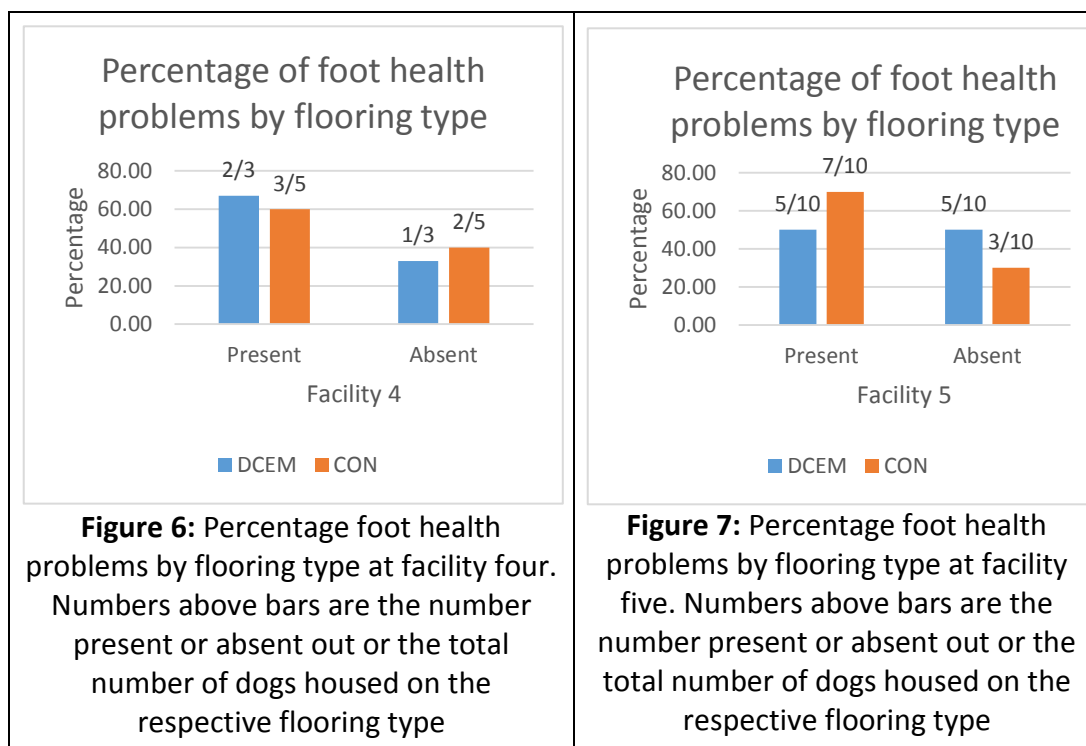 Percentage of foot health
problems by flooring type
Percentage
80.00
60.00
40.00
20.00
0.00
2/3
3/5
1/3
2/5
Present
Absent
Facility 4
DCEM
CON
Figure 6: Percentage foot health
problems by flooring type at facility four.
Numbers above bars are the number
present or absent out or the total
number of dogs housed on the
respective flooring type
Percentage of foot health
problems by flooring type
Percentage
80.00
60.00
40.00
20.00
0.00
5/10
7/10
5/10
3/10
Present
Absent
Facility 5
DCEM
CON
Figure 7: Percentage foot health
problems by flooring type at facility
five. Numbers above bars are the
number present or absent out or the
total number of dogs housed on the
respective flooring type